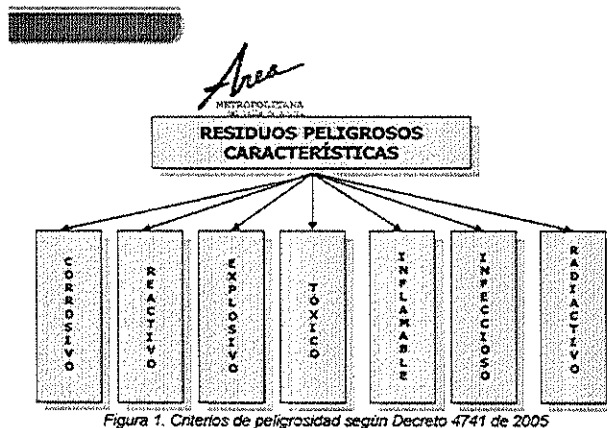 Area
METROPOLITANA
RESIDUOS PELIGROSOS
CARACTERÍSTICAS
CORROSIVO
REACTIVO
EXPLOSIVO
TÓXICO
INFLAMABLE
INFECCIOSO
RADIACTIVO
Figura 1. Criterios de peligrosidad según Decreto 4741 de 2005